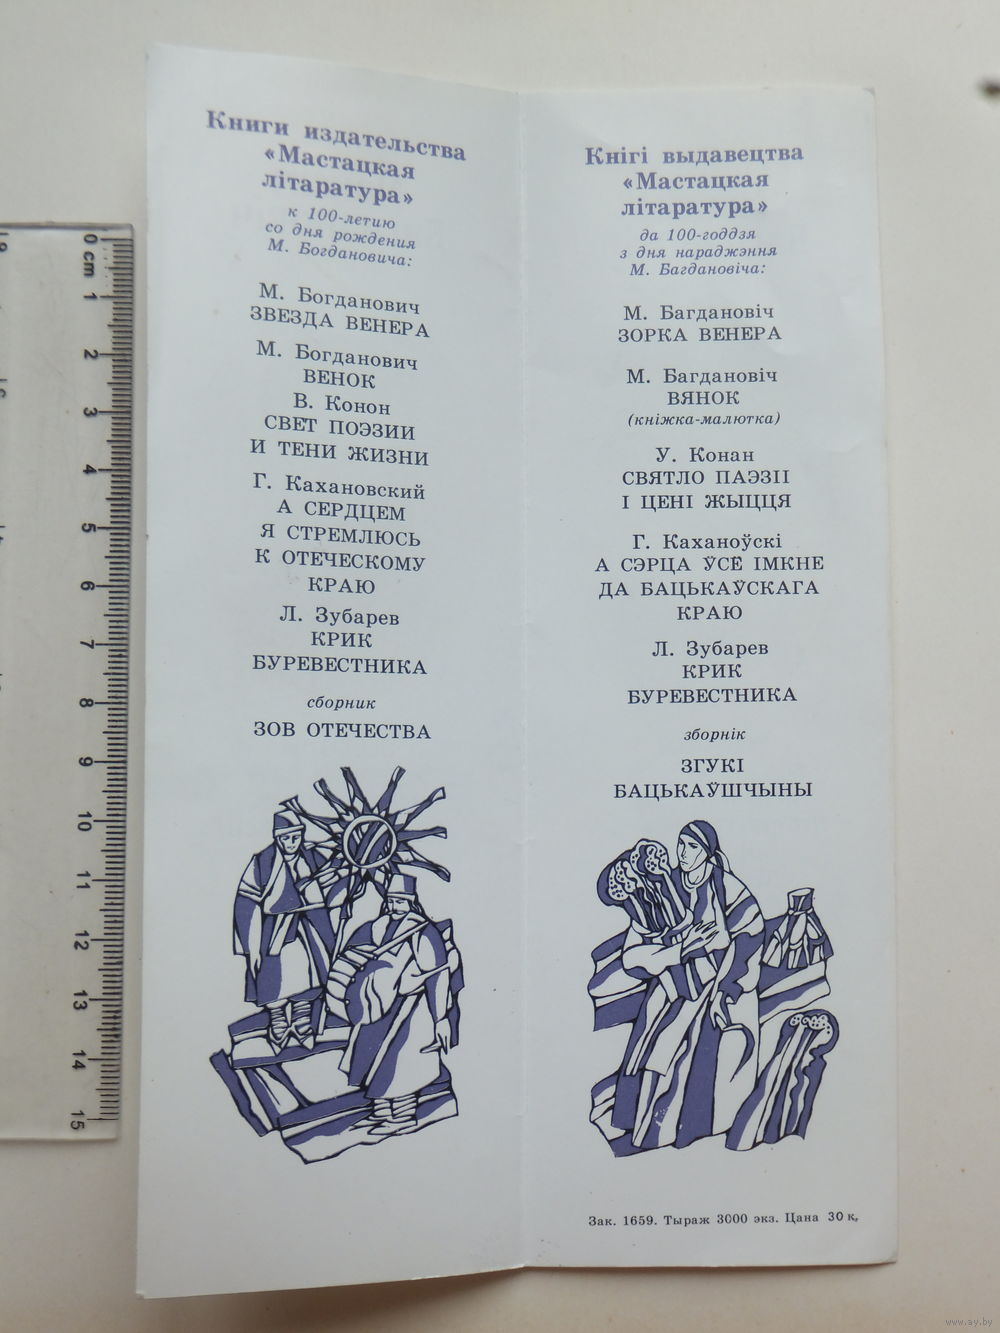 Книги издательства
«Мастацкая
літаратура»
к 100-летию
со дня рождения
М. Богдановича:
М. Богданович
ЗВЕЗДА ВЕНЕРА
М. Богданович
ВЕНОК
В. Конон
СВЕТ ПОЭЗИИ
И ТЕНИ ЖИЗНИ
Г. Кахановский
А СЕРДЦЕМ
Я СТРЕМЛЮСЬ
К ОТЕЧЕСКОМУ
КРАЮ
Л. Зубарев
КРИК
БУРЕВЕСТНИКА
сборник
ЗОВ ОТЕЧЕСТВА
Кнігі выдавецтва
«Мастацкая
літаратура»
да 100-годдзя
з дня нараджэння
М. Багдановіча:
М. Багдановіч
ЗОРКА ВЕНЕРА
М. Багдановіч
ВЯНОК
(кніжка-малютка)
У. Конан
СВЯТЛО ПАЭЗІІ
І ЦЕНІ ЖЫЦЦЯ
Г. Каханоўскі
А СЭРЦА ЎСЁ ІМКНЕ
ДА БАЦЬКАЎСКАГА
КРАЮ
Л. Зубарев
КРИК
БУРЕВЕСТНИКА
зборнік
ЗГУКІ
БАЦЬКАЎШЧЫНЫ
Зак. 1659. Тыраж 3000 экз. Цана 30 к.
0 cm 1 2 3 4 5 6 7 8 9 10 11 12 13 14 15
www.ay.by